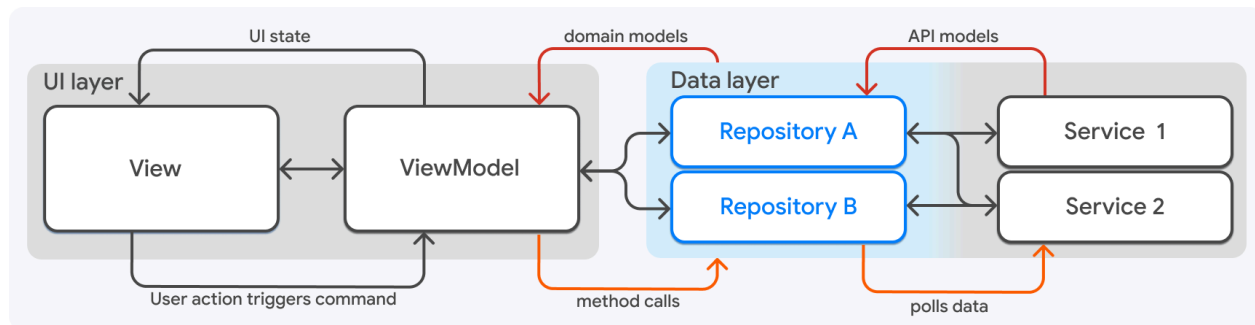 UI state
domain models
API models
UI layer
Data layer
View
ViewModel
Repository A
Service 1
Repository B
Service 2
User action triggers command
method calls
polls data